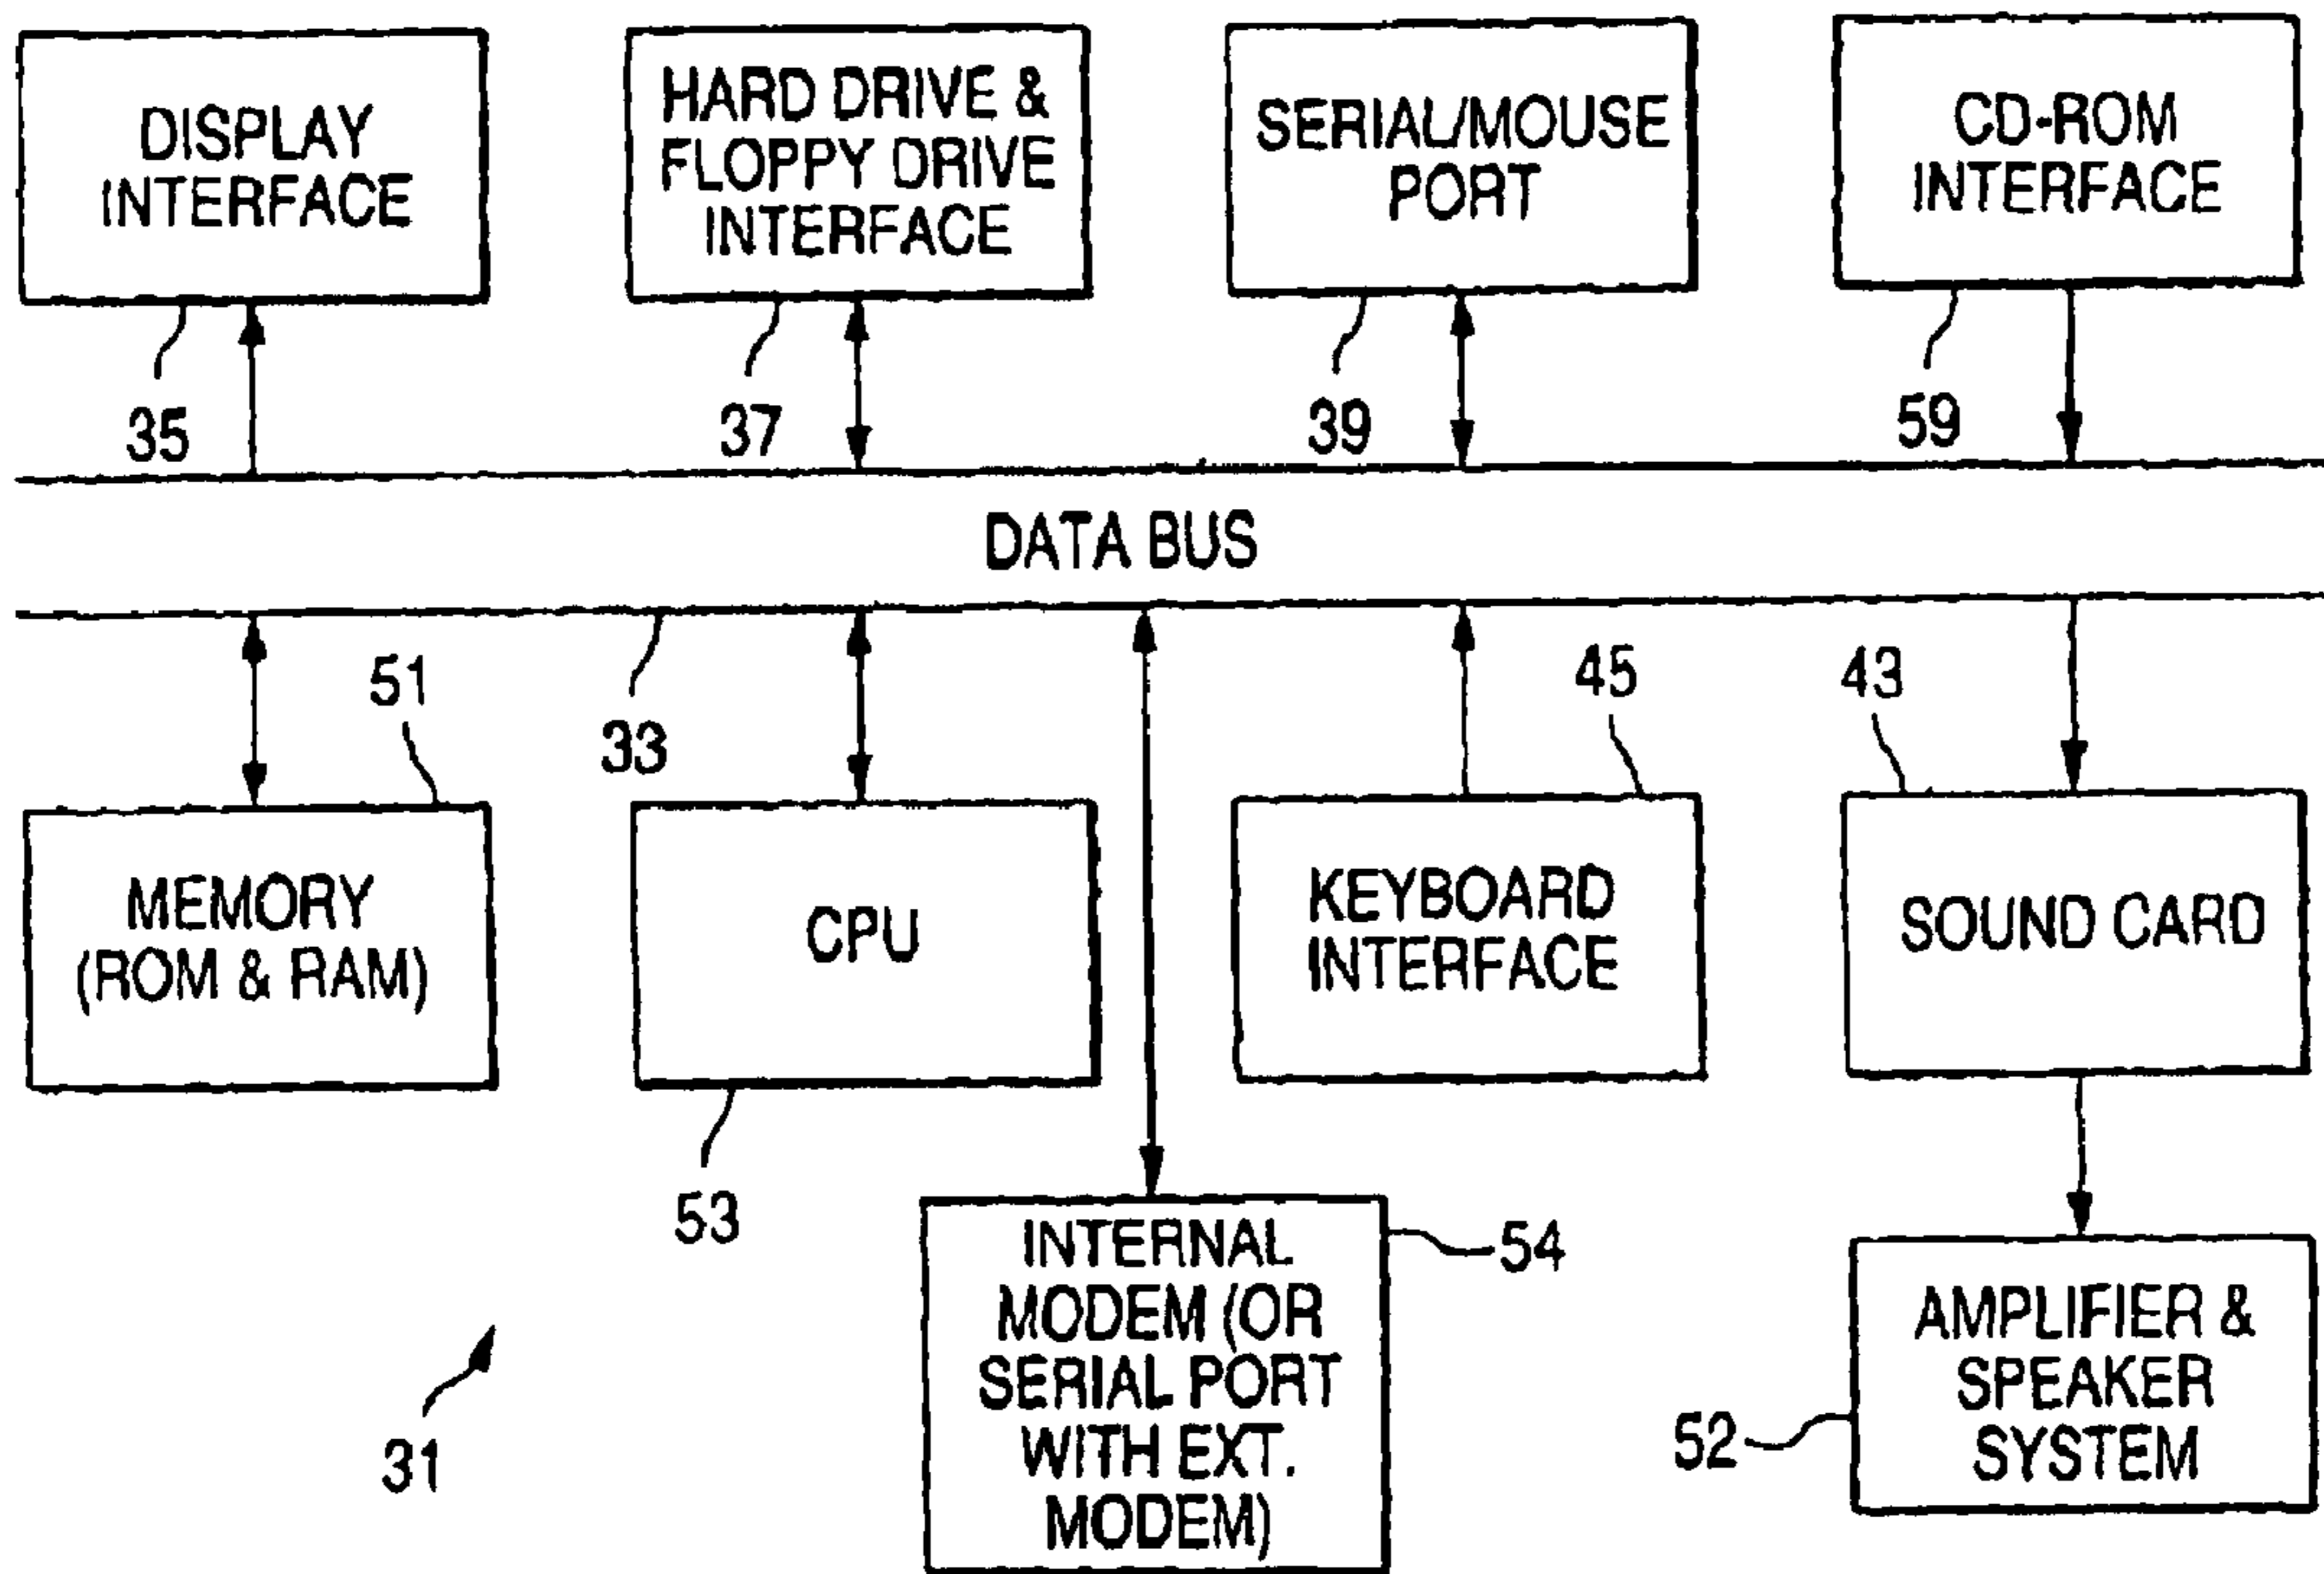 DISPLAY
INTERFACE
35
HARD DRIVE &
FLOPPY DRIVE
INTERFACE
37
SERIAL/MOUSE
PORT
39
CD-ROM
INTERFACE
59
DATA BUS
33
51
MEMORY
(ROM & RAM)
CPU
53
45
KEYBOARD
INTERFACE
43
SOUND CARD
INTERNAL
MODEM (OR
SERIAL PORT
WITH EXT.
MODEM)
54
AMPLIFIER &
SPEAKER
SYSTEM
52
31